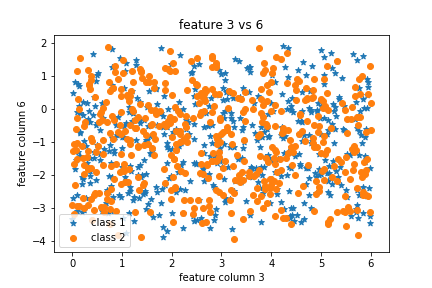 feature 3 vs 6
2
1
0
−1
−2
−3
−4
feature column 6
class 1
class 2
0
1
2
3
4
5
6
feature column 3